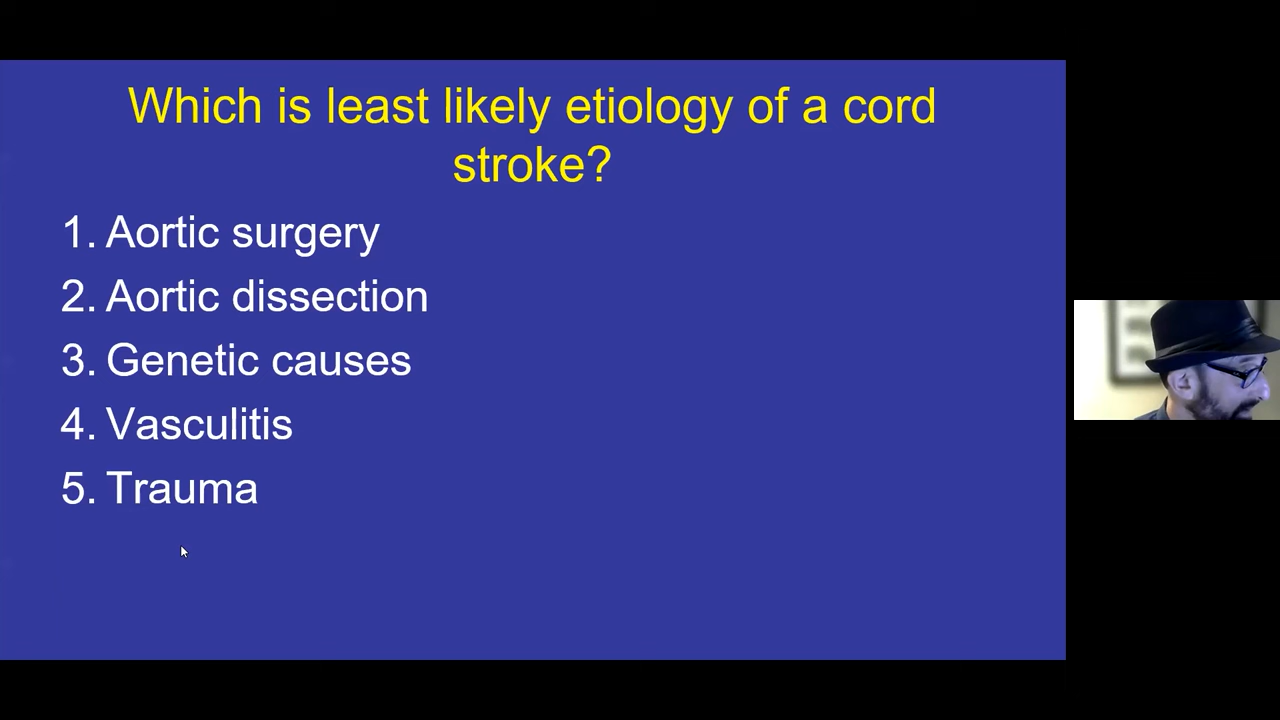 Which is least likely etiology of a cord
stroke?
1. Aortic surgery
2. Aortic dissection
3. Genetic causes
4. Vasculitis
5. Trauma